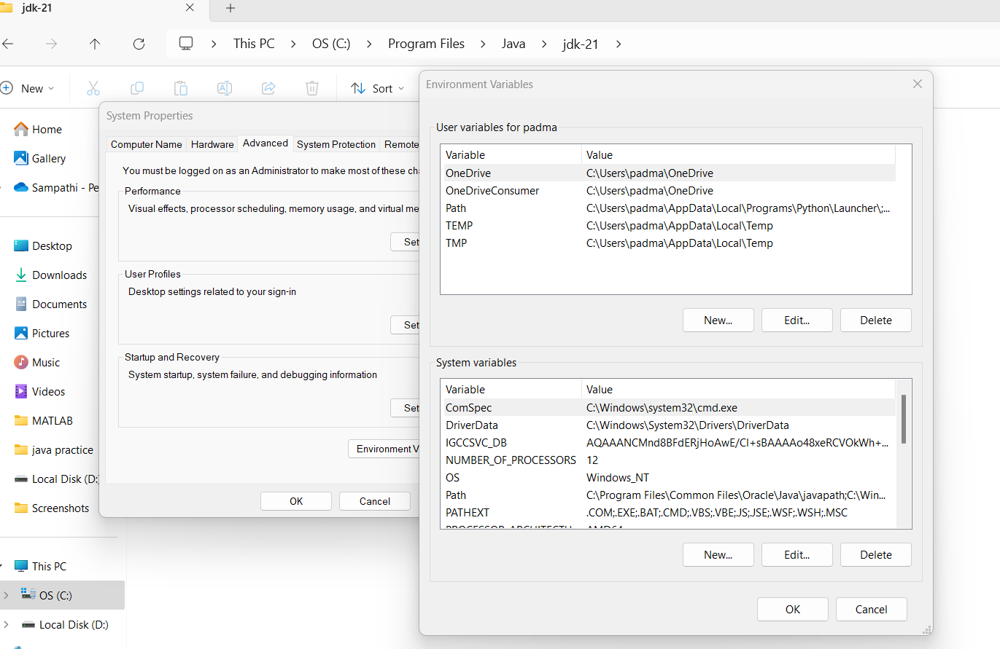 jdk-21
This PC > OS (C:) > Program Files > Java > jdk-21 >
New
Sort
Home
Gallery
Sampathi - Pe
Desktop
Downloads
Documents
Pictures
Music
Videos
MATLAB
java practice
Local Disk (D:)
Screenshots
This PC
OS (C:)
Local Disk (D:)
System Properties
Computer Name Hardware Advanced System Protection Remote
You must be logged on as an Administrator to make most of these cha
Performance
Visual effects, processor scheduling, memory usage, and virtual me
Set
User Profiles
Desktop settings related to your sign-in
Set
Startup and Recovery
System startup, system failure, and debugging information
Set
Environment V
OK Cancel
Environment Variables
User variables for padma
Variable Value
OneDrive C:\Users\padma\OneDrive
OneDriveConsumer C:\Users\padma\OneDrive
Path C:\Users\padma\AppData\Local\Programs\Python\Launcher\;...
TEMP C:\Users\padma\AppData\Local\Temp
TMP C:\Users\padma\AppData\Local\Temp
New... Edit... Delete
System variables
Variable Value
ComSpec C:\Windows\system32\cmd.exe
DriverData C:\Windows\System32\Drivers\DriverData
IGCCSVC_DB AQAAANCMnd8BFdERjHoAwE/Cl+sBAAAAo48xeRCVOkWh+...
NUMBER_OF_PROCESSORS 12
OS Windows_NT
Path C:\Program Files\Common Files\Oracle\Java\javapath;C:\Win...
PATHEXT .COM;.EXE;.BAT;.CMD;.VBS;.VBE;.JS;.JSE;.WSF;.WSH;.MSC
PROCESSOR_ARCHITECTU AMD64
New... Edit... Delete
OK Cancel